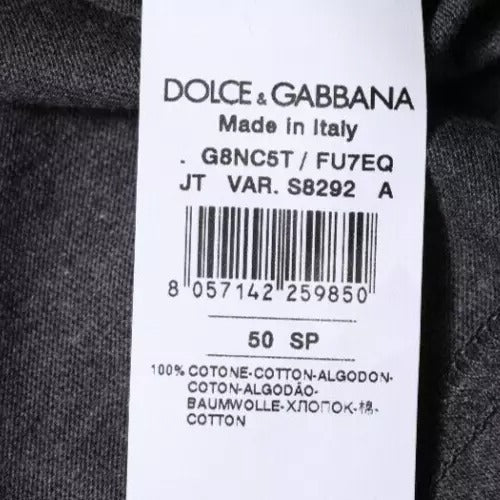 DOLCE & GABBANA
Made in Italy
. G8NC5T / FU7EQ
JT VAR. S8292 A
8 057142 259850
50 SP
100% COTONE-COTTON-ALGODON-
COTON-ALGODÃO-
BAUMWOLLE-ХЛОПОК-棉-
COTTON